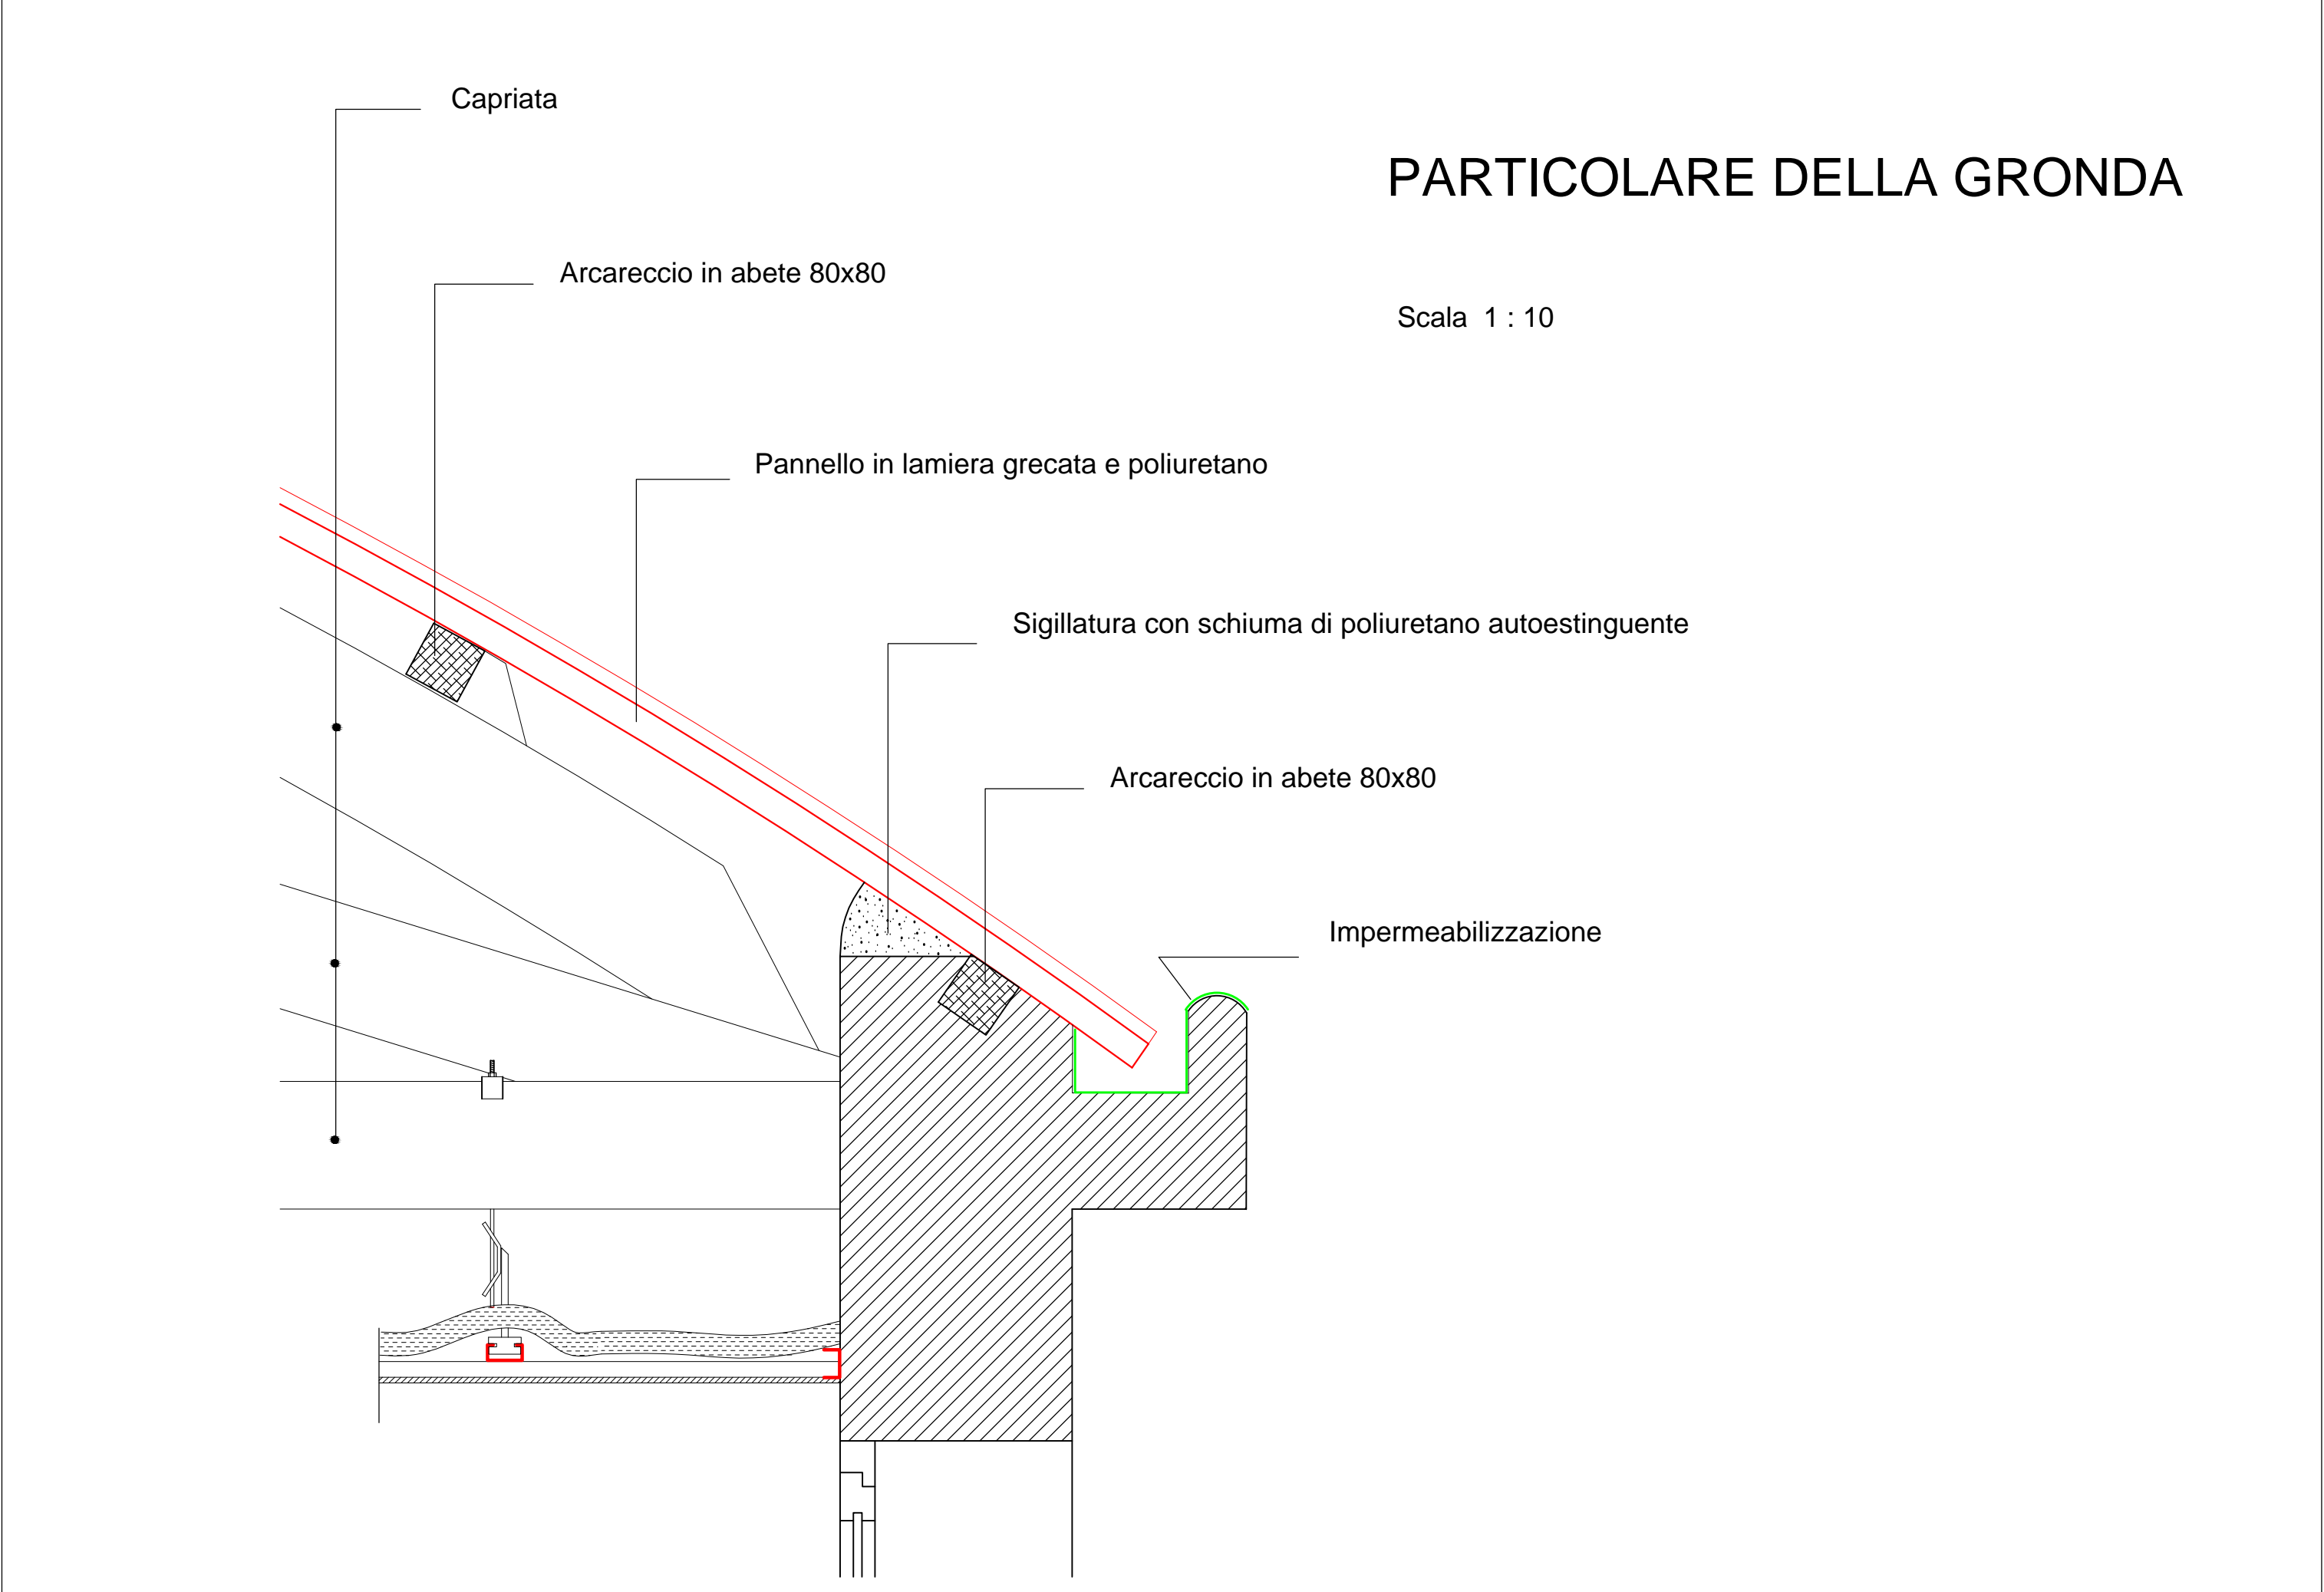 Capriata
PARTICOLARE DELLA GRONDA
Arcareccio in abete 80x80
Scala 1 : 10
Pannello in lamiera grecata e poliuretano
Sigillatura con schiuma di poliuretano autoestinguente
Arcareccio in abete 80x80
Impermeabilizzazione